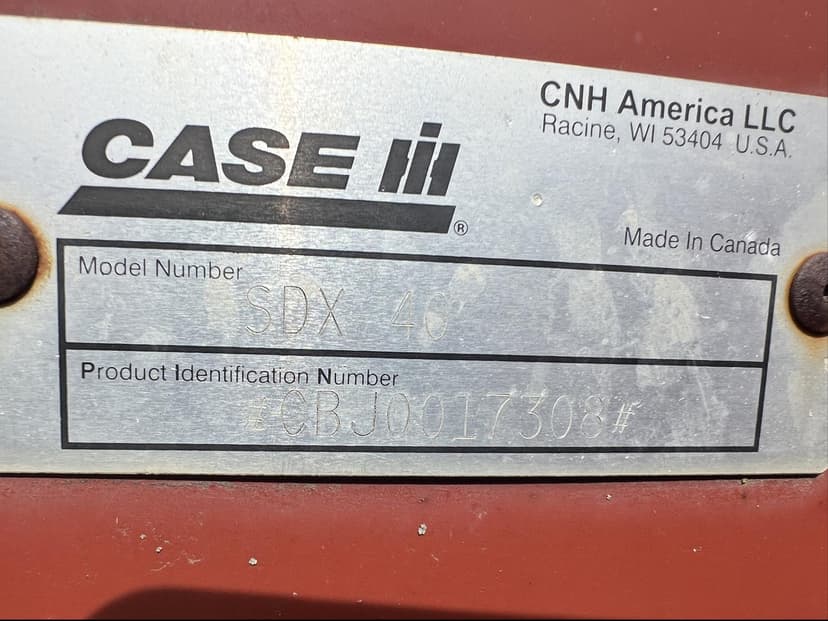 CNH America LLC
Racine, WI 53404 U.S.A.
CASE IH
®
Made In Canada
Model Number
SDX 40
Product Identification Number
#CBJ0017308#